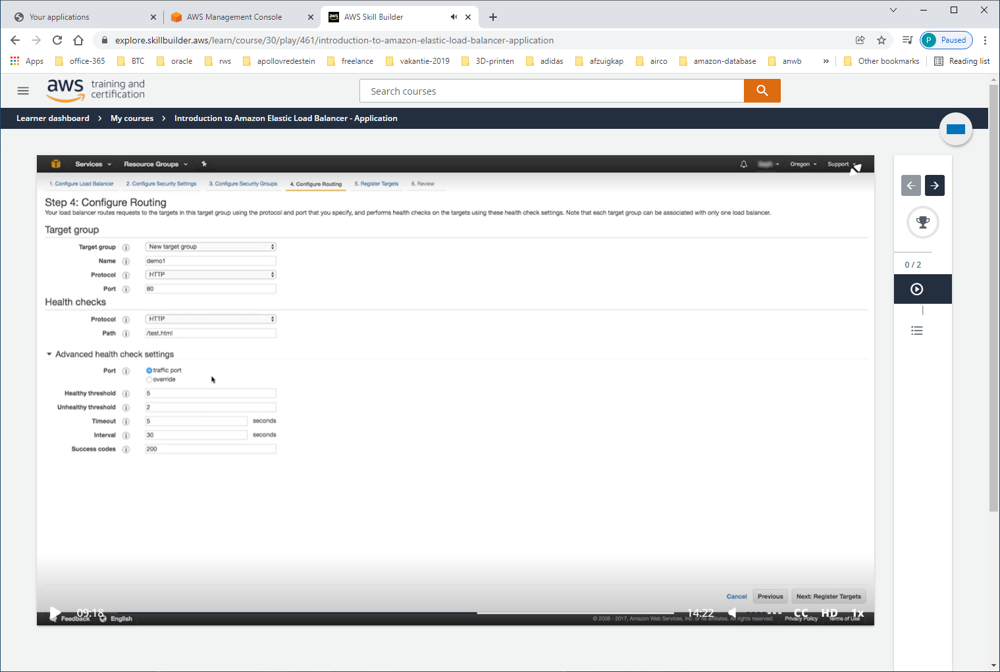 Your applications
AWS Management Console
aws
AWS Skill Builder
explore.skillbuilder.aws/learn/course/30/play/461/introduction-to-amazon-elastic-load-balancer-application
P Paused
Apps
office-365
BTC
oracle
rws
apollovredestein
freelance
vakantie-2019
3D-printen
adidas
afzuigkap
airco
amazon-database
anwb
»
Other bookmarks
Reading list
aws training and certification
Search courses
Learner dashboard > My courses > Introduction to Amazon Elastic Load Balancer - Application
Services
Resource Groups
Oregon
Support
1. Configure Load Balancer
2. Configure Security Settings
3. Configure Security Groups
4. Configure Routing
5. Register Targets
6. Review
Step 4: Configure Routing
Your load balancer routes requests to the targets in this target group using the protocol and port that you specify, and performs health checks on the targets using these health check settings. Note that each target group can be associated with only one load balancer.
Target group
Target group i New target group
Name i demo1
Protocol i HTTP
Port i 80
Health checks
Protocol i HTTP
Path i /test.html
Advanced health check settings
Port i traffic port
override
Healthy threshold i 5
Unhealthy threshold i 2
Timeout i 5 seconds
Interval i 30 seconds
Success codes i 200
Cancel
Previous
Next: Register Targets
09:18
14:22
CC
HD
1x
Feedback
English
© 2008 - 2017, Amazon Web Services, Inc. or its affiliates. All rights reserved.
Privacy Policy
Terms of Use
0 / 2